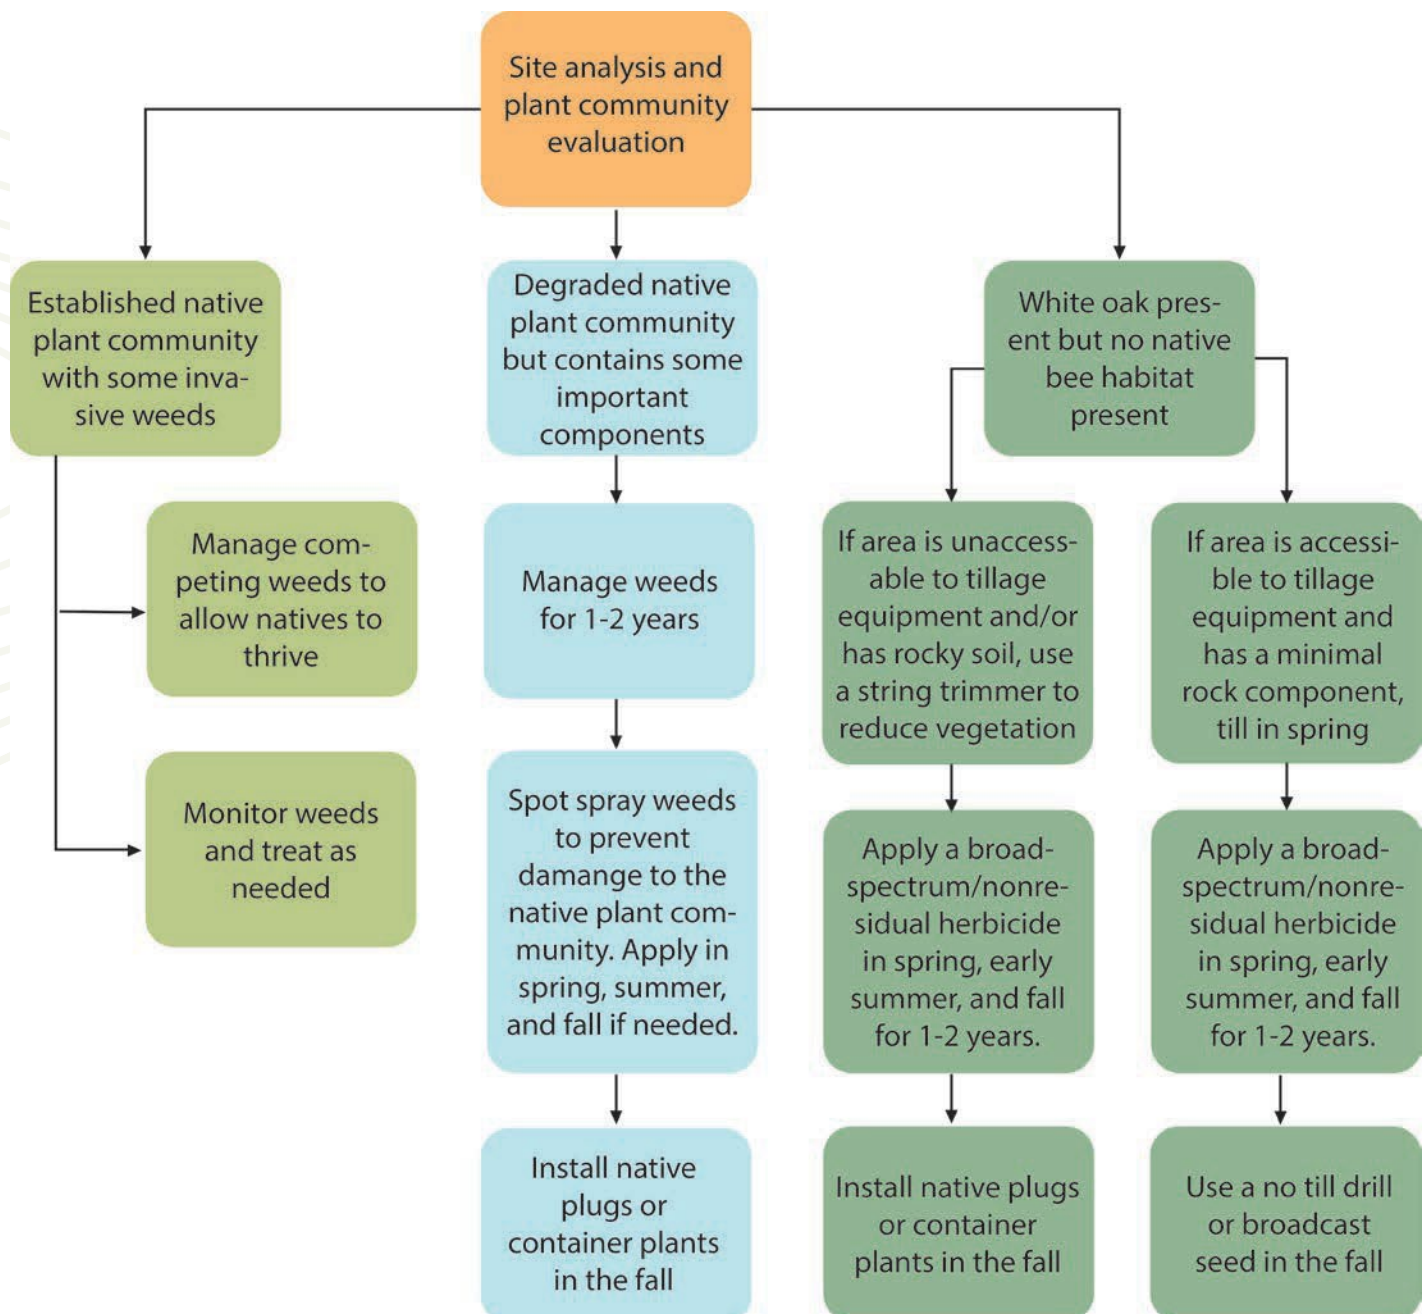 Site analysis and
plant community
evaluation
Established native
plant community
with some inva-
sive weeds
Manage com-
peting weeds to
allow natives to
thrive
Monitor weeds
and treat as
needed
Degraded native
plant community
but contains some
important
components
Manage weeds
for 1-2 years
Spot spray weeds
to prevent
damange to the
native plant com-
munity. Apply in
spring, summer,
and fall if needed.
Install native
plugs or
container plants
in the fall
White oak pres-
ent but no native
bee habitat
present
If area is unaccess-
able to tillage
equipment and/or
has rocky soil, use
a string trimmer to
reduce vegetation
Apply a broad-
spectrum/nonre-
sidual herbicide
in spring, early
summer, and fall
for 1-2 years.
Install native plugs
or container
plants in the fall
If area is accessi-
ble to tillage
equipment and
has a minimal
rock component,
till in spring
Apply a broad-
spectrum/nonre-
sidual herbicide
in spring, early
summer, and fall
for 1-2 years.
Use a no till drill
or broadcast
seed in the fall